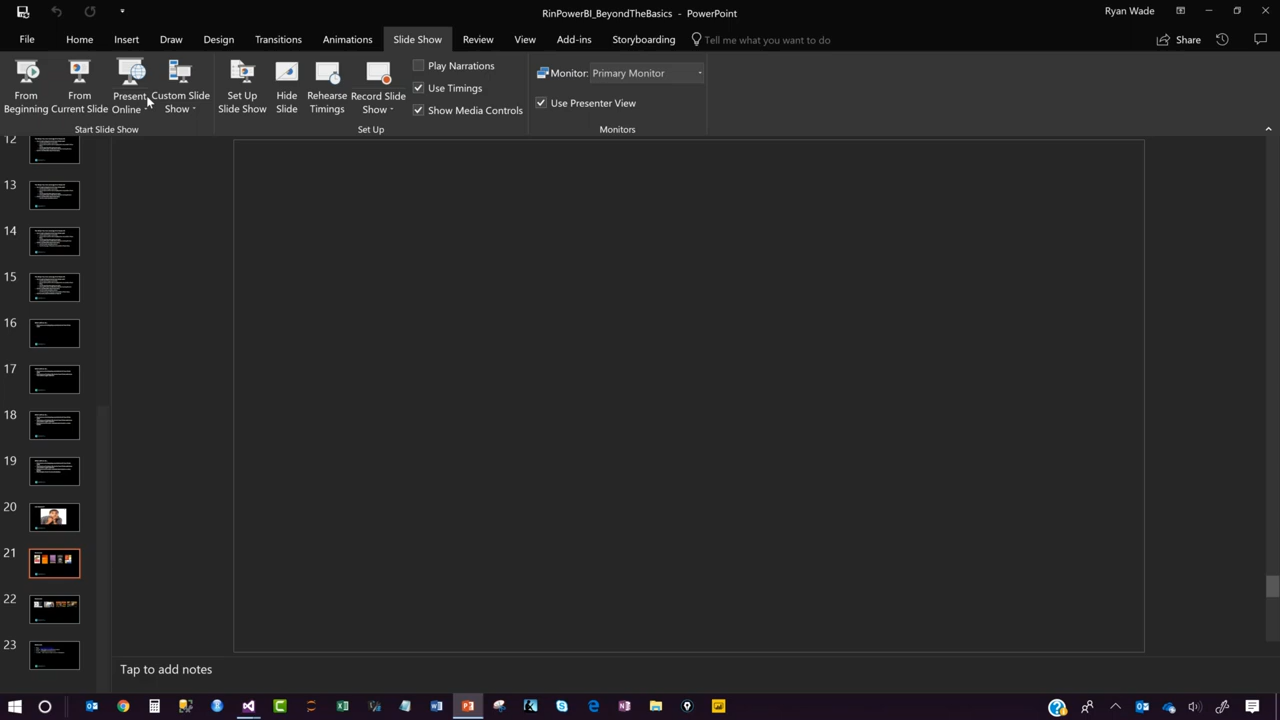 RinPowerBI_BeyondTheBasics - PowerPoint
Ryan Wade
File Home Insert Draw Design Transitions Animations Slide Show Review View Add-ins Storyboarding Tell me what you want to do Share
From Beginning
From Current Slide
Present Online
Custom Slide Show
Start Slide Show
Set Up Slide Show
Hide Slide
Rehearse Timings
Record Slide Show
Play Narrations
Use Timings
Show Media Controls
Set Up
Monitor: Primary Monitor
Use Presenter View
Monitors
12
13
14
15
16
17
18
19
20
21
22
23
Tap to add notes